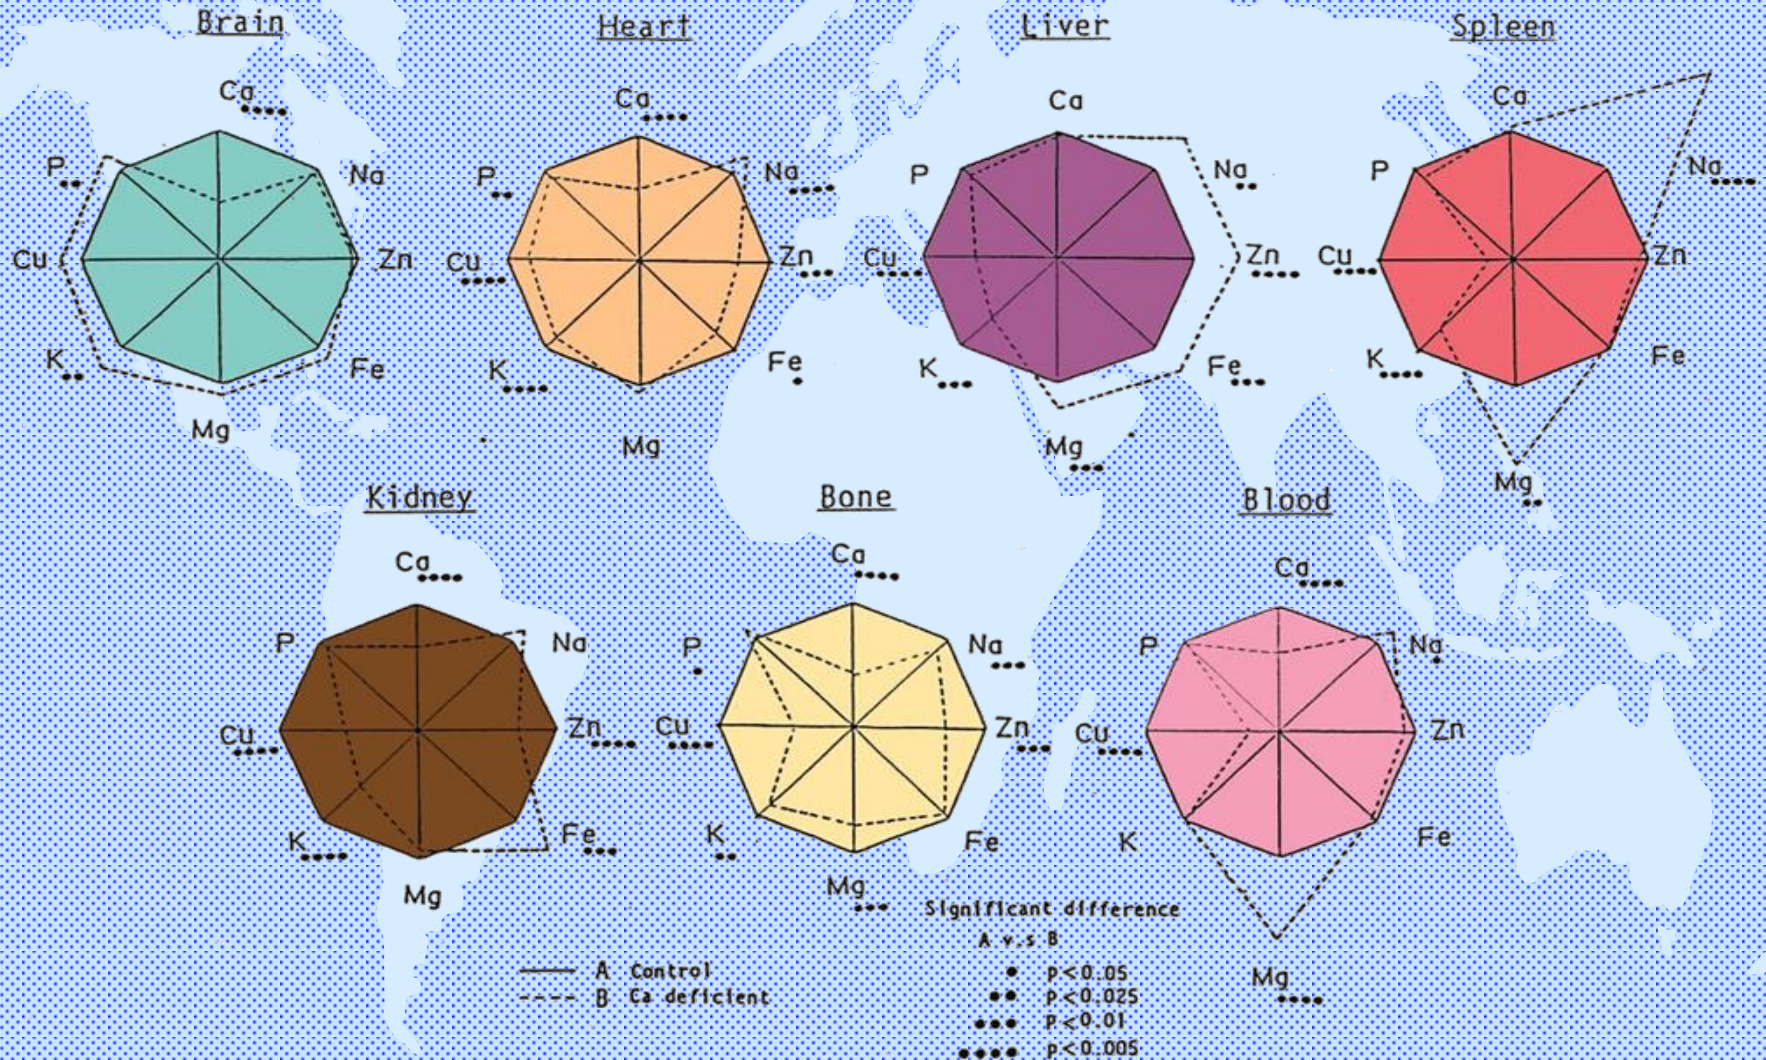 Brain
Heart
Liver
Spleen
Ca
Na
Zn
Fe
Mg
K
Cu
P
Ca
Na
Zn
Fe
Mg
K
Cu
P
Ca
Na
Zn
Fe
Mg
K
Cu
P
Ca
Na
Zn
Fe
Mg
K
Cu
P
Kidney
Bone
Blood
Ca
Na
Zn
Fe
Mg
K
Cu
P
Ca
Na
Zn
Fe
Mg
K
Cu
P
Ca
Na
Zn
Fe
Mg
K
Cu
P
A Control
B Ca deficient
Significant difference
A v.s B
p<0.05
p<0.025
p<0.01
p<0.005